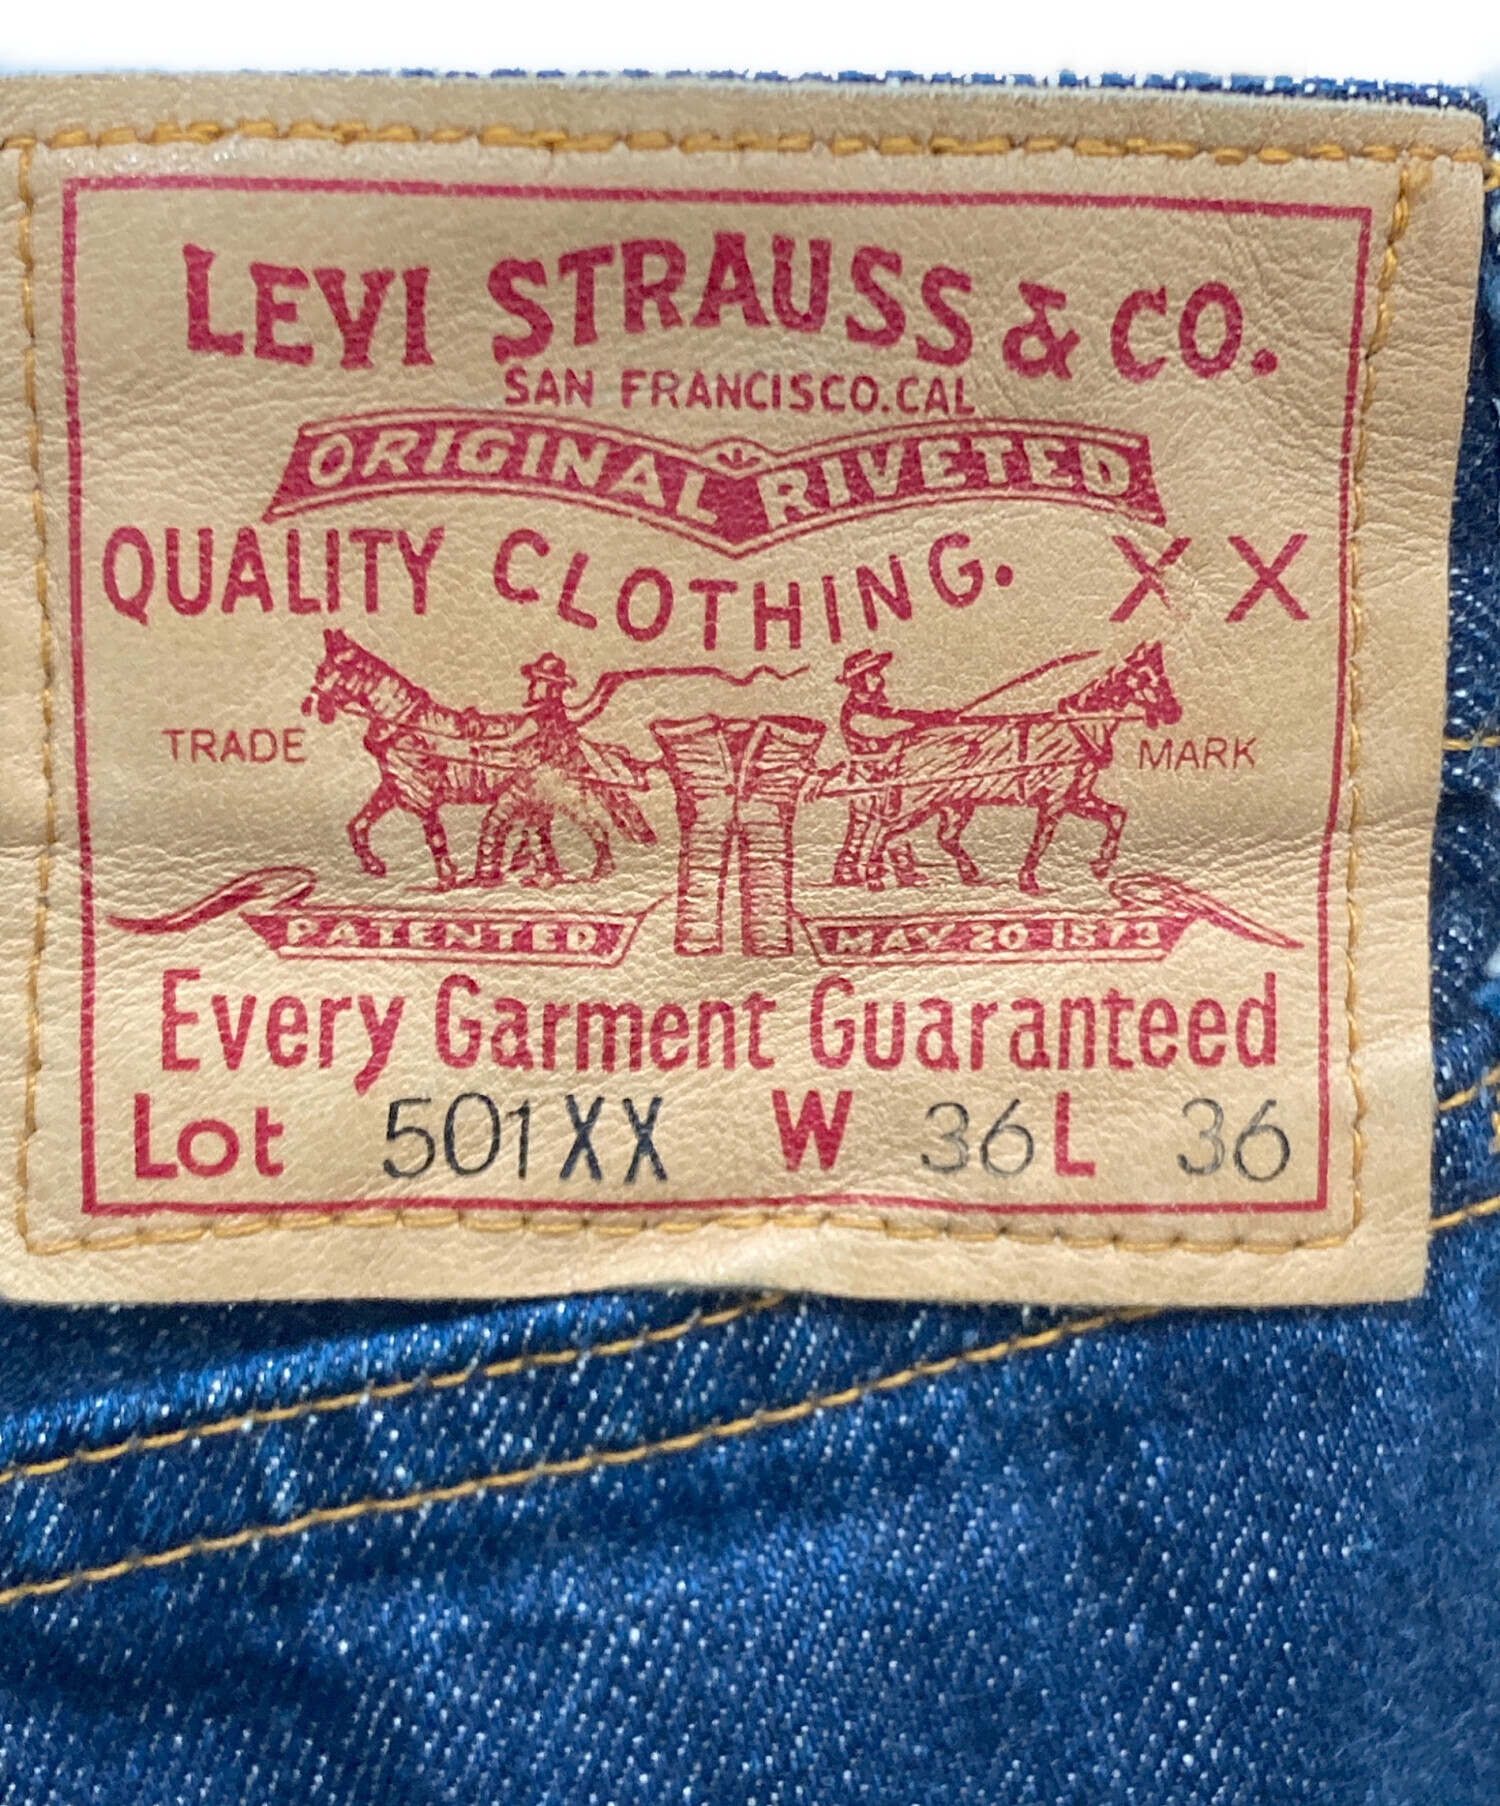 LEVI STRAUSS & CO.
SAN FRANCISCO.CAL
ORIGINAL RIVETED
QUALITY CLOTHING. XX
TRADE MARK
PATENTED MAY 20 1873
Every Garment Guaranteed
Lot 501XX W 36 L 36